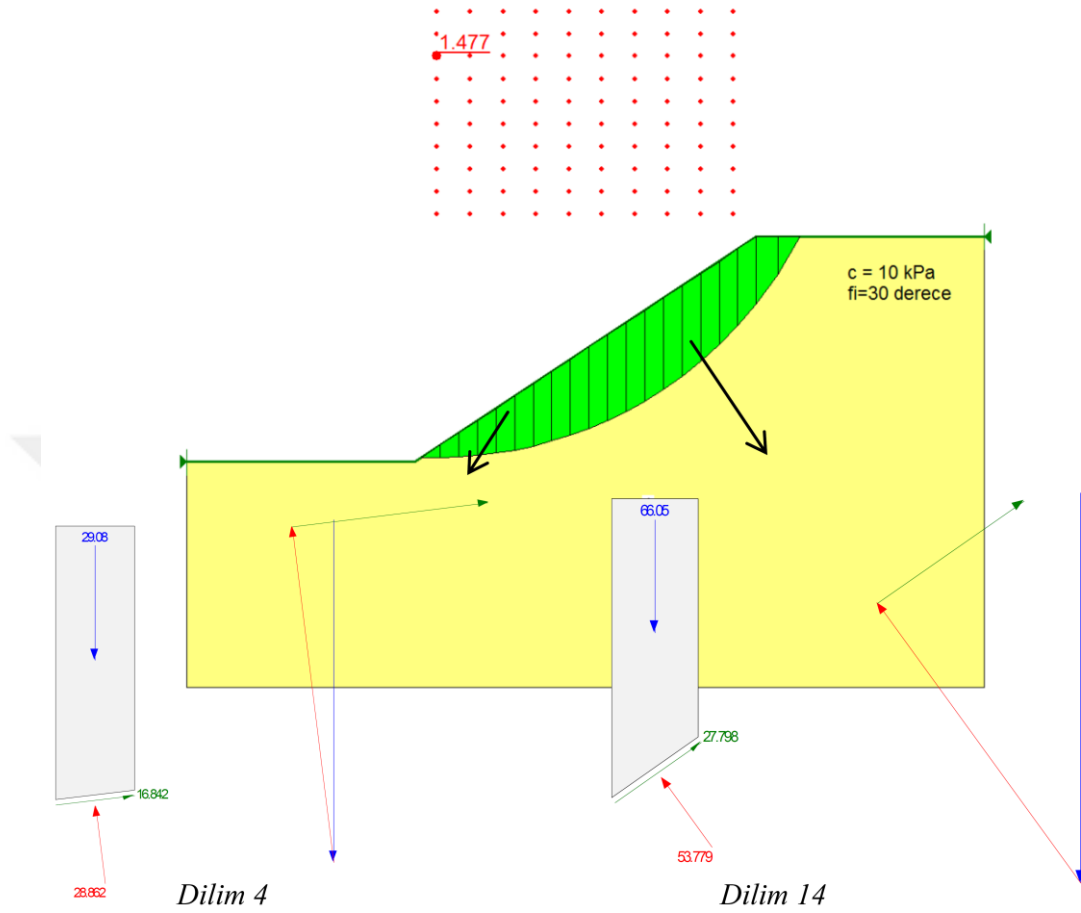 1.477
c = 10 kPa
fi=30 derece
29.08
16.842
28.862
66.05
27.798
53.779
Dilim 4
Dilim 14